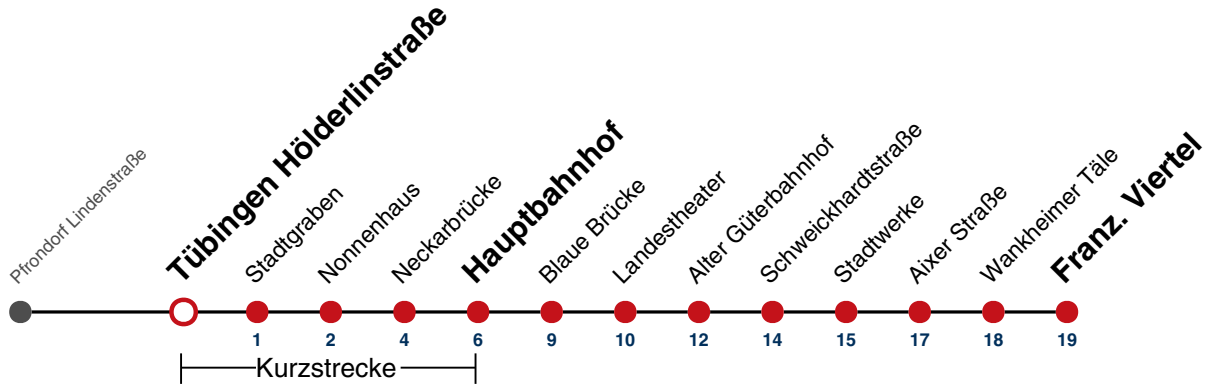 Pfrondorf Lindenstraße
Tübingen Hölderlinstraße
Stadtgraben
Nonnenhaus
Neckarbrücke
Hauptbahnhof
Blaue Brücke
Landestheater
Alter Güterbahnhof
Schweickhardtstraße
Stadtwerke
Aixer Straße
Wankheimer Täle
Franz. Viertel
1 2 4 6 9 10 12 14 15 17 18 19
Kurzstrecke